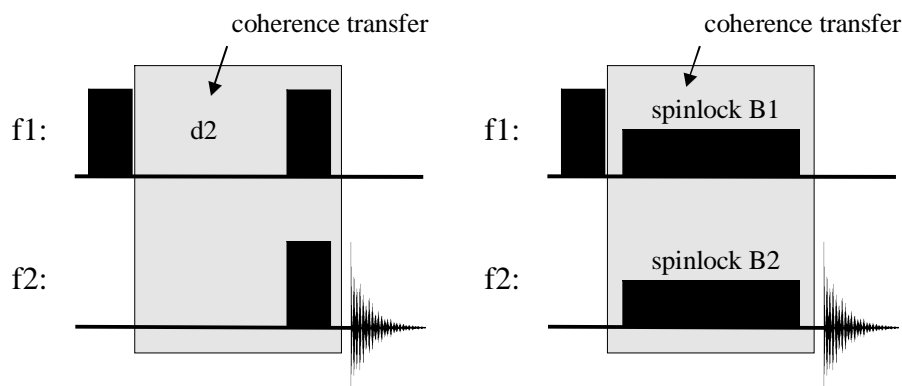 coherence transfer
f1:
d2
f2:
coherence transfer
f1:
spinlock B1
f2:
spinlock B2